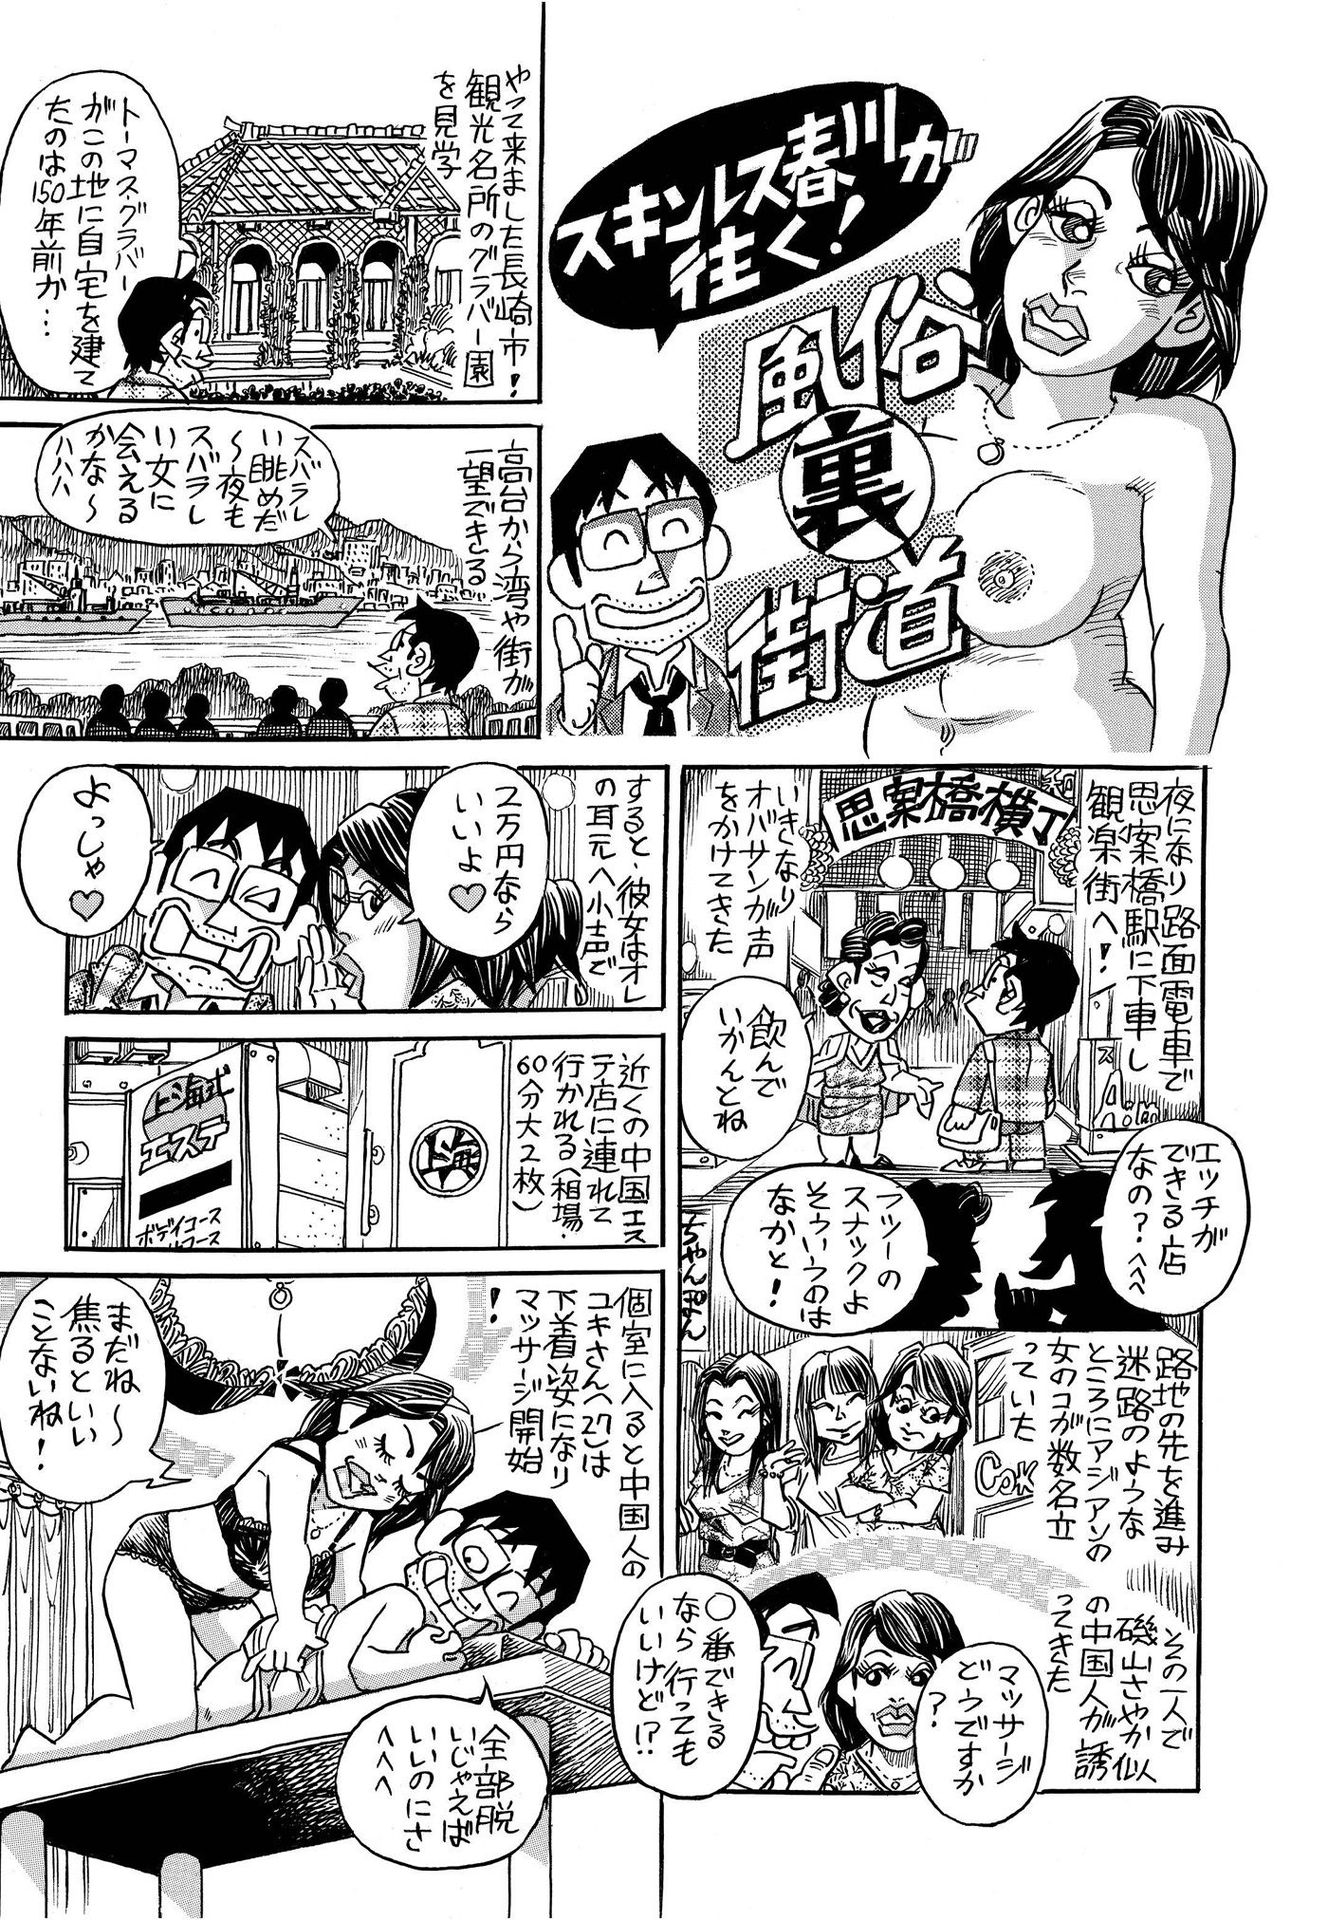 スキンレス春川が
往く!
風俗
裏
街道
やって来ました長崎市!
観光名所のグラバー園
を見学
トーマス・グラバー
がこの地に自宅を建て
たのは150年前か…
高台から湾や街が
一望できる
スバラし
い眺めだ
〜夜も
スバラし
い女に
会える
かな〜
ハハハ
夜になり路面電車で
思案橋駅に下車し
観楽街へ!
思案橋横丁
いきなり
オバサンが声
をかけてきた
飲んで
いかんとね
エッチが
できる店
なの?へへへ
フツーの
スナックよ
そういうのは
なかと!
ちゃんぽん
路地の先を進み
迷路のような
ところにアジアンの
女のコが数名立
っていた
その一人で
磯山さやか似
の中国人が誘
ってきた
マッサージ
どうですか
?
○番できる
なら行っても
いいけど!?
すると、彼女はオレ
の耳元へ小声で
2万円なら
いいよ♥
よっしゃ
♥
近くの中国エス
テ店に連れて
行かれる(相場・
60分大2枚)
上海式
エステ
ボディコース
上海
個室に入ると中国人の
ユキさん(27)は
下着姿になり
マッサージ開始
!
まだね〜
焦るといい
ことないね!
全部脱
いじゃえば
いいのにさ
へへへ